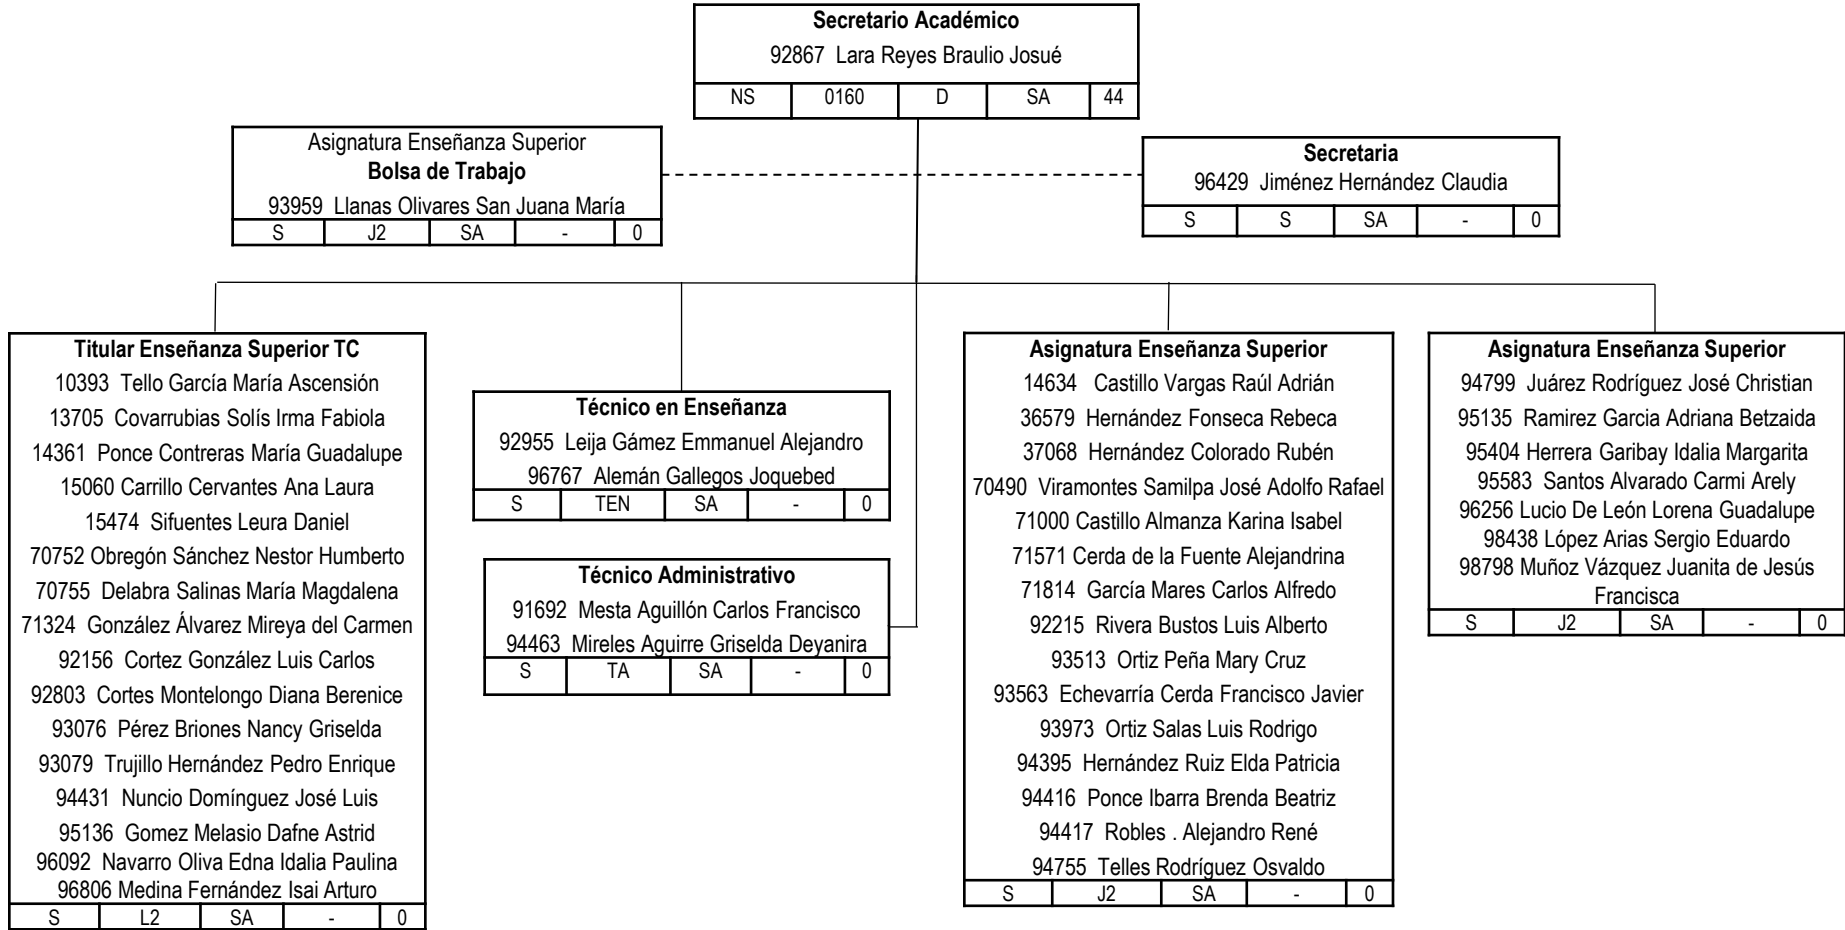 Secretario Académico
92867 Lara Reyes Braulio Josué
NS 0160 D SA 44
Asignatura Enseñanza Superior
Bolsa de Trabajo
93959 Llanas Olivares San Juana María
S J2 SA - 0
Secretaria
96429 Jiménez Hernández Claudia
S S SA - 0
Titular Enseñanza Superior TC
10393 Tello García María Ascensión
13705 Covarrubias Solís Irma Fabiola
14361 Ponce Contreras María Guadalupe
15060 Carrillo Cervantes Ana Laura
15474 Sifuentes Leura Daniel
70752 Obregón Sánchez Nestor Humberto
70755 Delabra Salinas María Magdalena
71324 González Álvarez Mireya del Carmen
92156 Cortez González Luis Carlos
92803 Cortes Montelongo Diana Berenice
93076 Pérez Briones Nancy Griselda
93079 Trujillo Hernández Pedro Enrique
94431 Nuncio Domínguez José Luis
95136 Gomez Melasio Dafne Astrid
96092 Navarro Oliva Edna Idalia Paulina
96806 Medina Fernández Isai Arturo
S L2 SA - 0
Técnico en Enseñanza
92955 Leija Gámez Emmanuel Alejandro
96767 Alemán Gallegos Joquebed
S TEN SA - 0
Técnico Administrativo
91692 Mesta Aguillón Carlos Francisco
94463 Mireles Aguirre Griselda Deyanira
S TA SA - 0
Asignatura Enseñanza Superior
14634 Castillo Vargas Raúl Adrián
36579 Hernández Fonseca Rebeca
37068 Hernández Colorado Rubén
70490 Viramontes Samilpa José Adolfo Rafael
71000 Castillo Almanza Karina Isabel
71571 Cerda de la Fuente Alejandrina
71814 García Mares Carlos Alfredo
92215 Rivera Bustos Luis Alberto
93513 Ortiz Peña Mary Cruz
93563 Echevarría Cerda Francisco Javier
93973 Ortiz Salas Luis Rodrigo
94395 Hernández Ruiz Elda Patricia
94416 Ponce Ibarra Brenda Beatriz
94417 Robles . Alejandro René
94755 Telles Rodríguez Osvaldo
S J2 SA - 0
Asignatura Enseñanza Superior
94799 Juárez Rodríguez José Christian
95135 Ramirez Garcia Adriana Betzaida
95404 Herrera Garibay Idalia Margarita
95583 Santos Alvarado Carmi Arely
96256 Lucio De León Lorena Guadalupe
98438 López Arias Sergio Eduardo
98798 Muñoz Vázquez Juanita de Jesús
Francisca
S J2 SA - 0